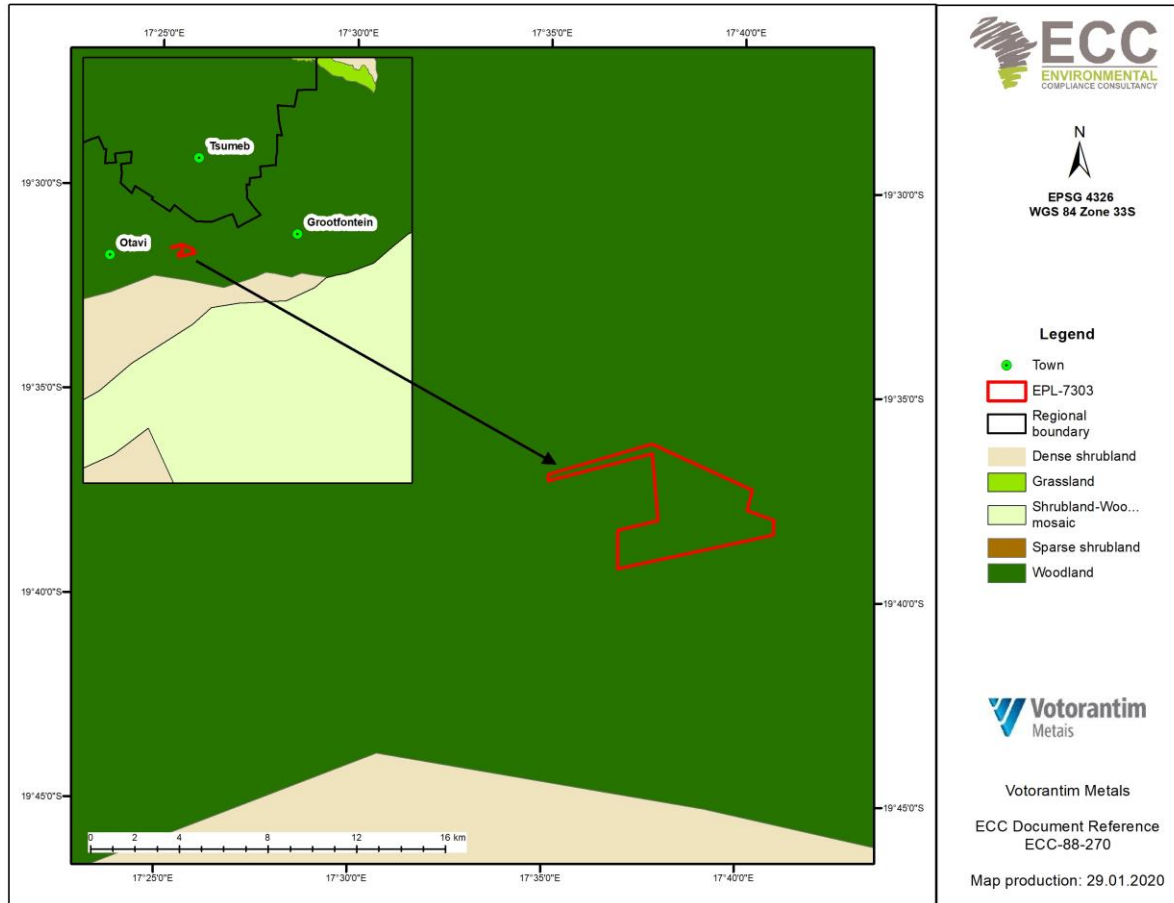 17°25'0"E
17°30'0"E
17°35'0"E
17°40'0"E
19°30'0"S
19°35'0"S
19°40'0"S
19°45'0"S
Tsumeb
Grootfontein
Otavi
19°30'0"S
19°35'0"S
19°40'0"S
19°45'0"S
0 2 4 8 12 16 km
17°25'0"E
17°30'0"E
17°35'0"E
17°40'0"E
ECC
ENVIRONMENTAL
COMPLIANCE CONSULTANCY
N
EPSG 4326
WGS 84 Zone 33S
Legend
Town
EPL-7303
Regional
boundary
Dense shrubland
Grassland
Shrubland-Woo...
mosaic
Sparse shrubland
Woodland
Votorantim
Metais
Votorantim Metals
ECC Document Reference
ECC-88-270
Map production: 29.01.2020